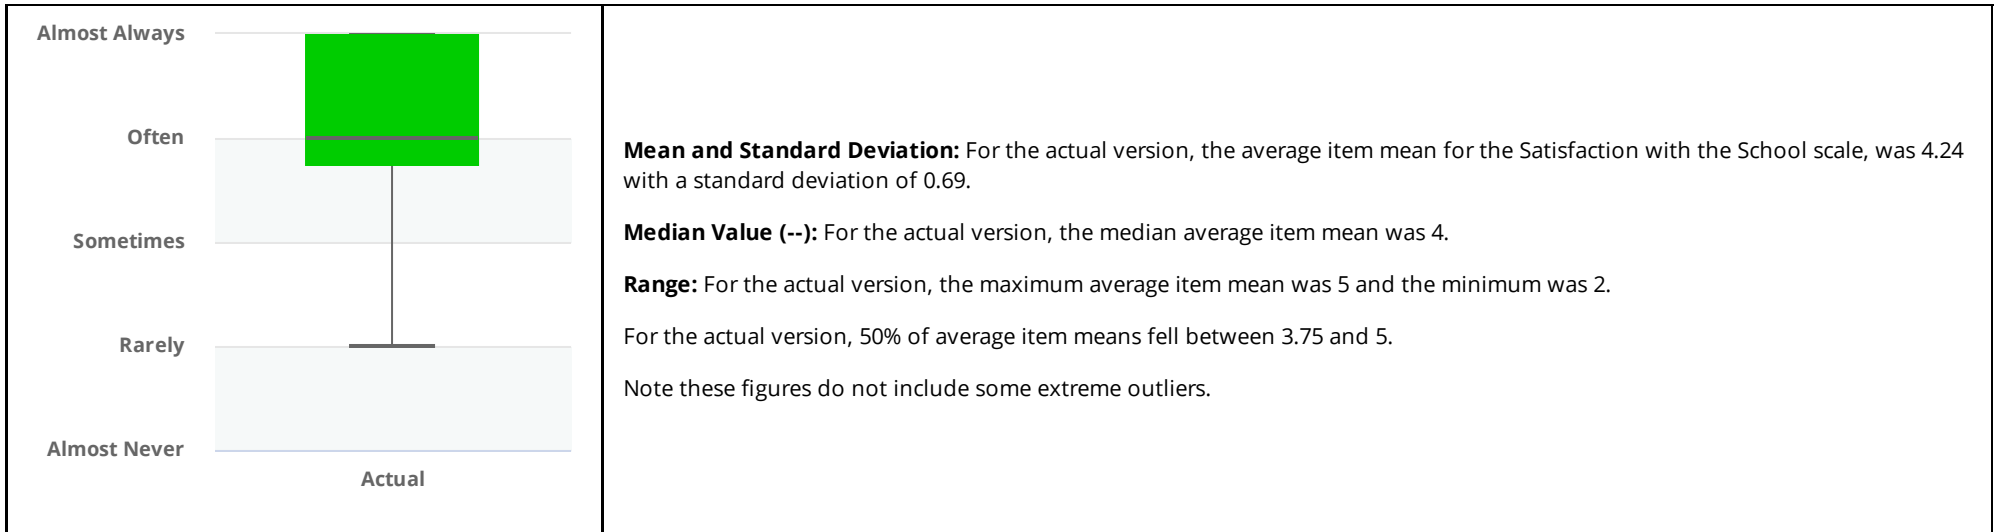 Almost Always
Often
Sometimes
Rarely
Almost Never
Actual
Mean and Standard Deviation: For the actual version, the average item mean for the Satisfaction with the School scale, was 4.24
with a standard deviation of 0.69.
Median Value (--): For the actual version, the median average item mean was 4.
Range: For the actual version, the maximum average item mean was 5 and the minimum was 2.
For the actual version, 50% of average item means fell between 3.75 and 5.
Note these figures do not include some extreme outliers.